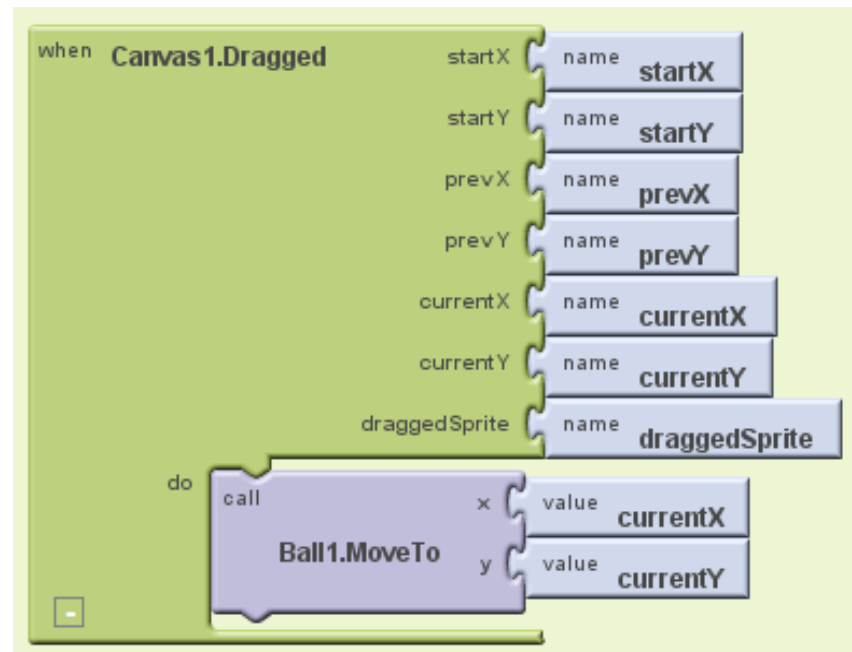 when Canvas1.Dragged startX name startX
startY name startY
prevX name prevX
prevY name prevY
currentX name currentX
currentY name currentY
draggedSprite name draggedSprite
do call x value currentX
Ball1.MoveTo y value currentY
-